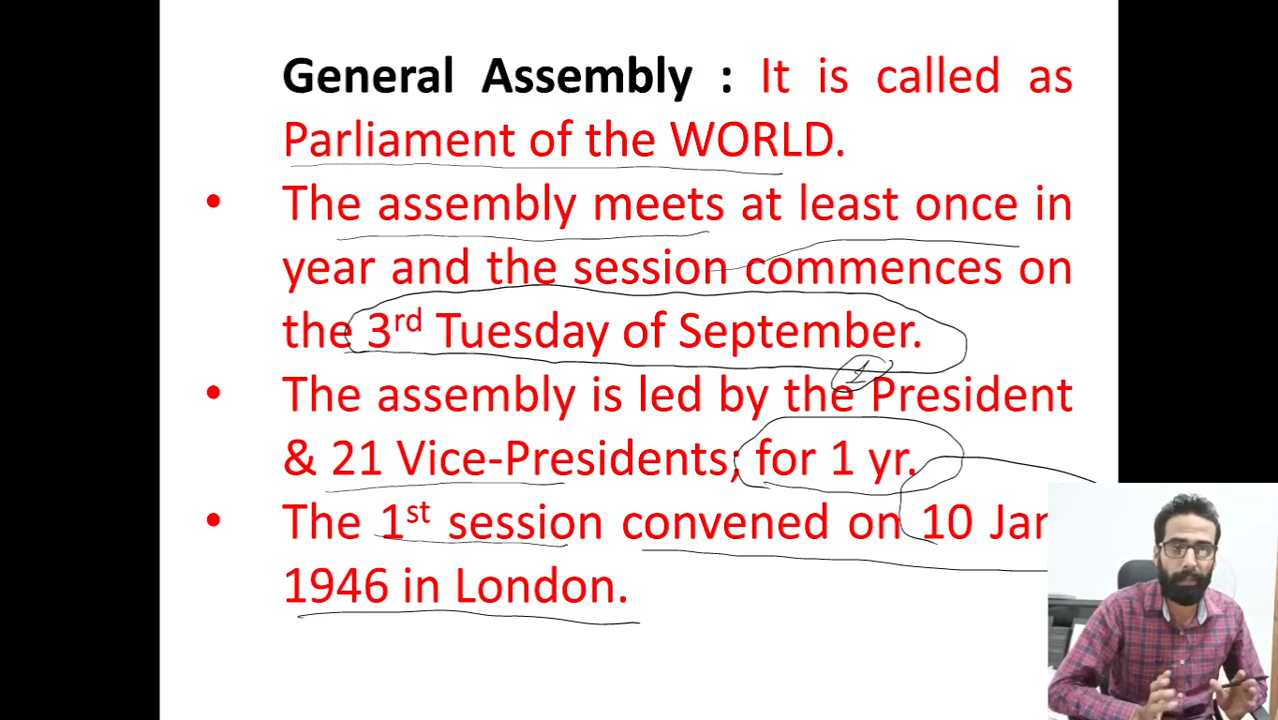 General Assembly : It is called as
Parliament of the WORLD.
• The assembly meets at least once in
year and the session commences on
the 3rd Tuesday of September.
1
• The assembly is led by the President
& 21 Vice-Presidents; for 1 yr.
• The 1st session convened on 10 Jan
1946 in London.